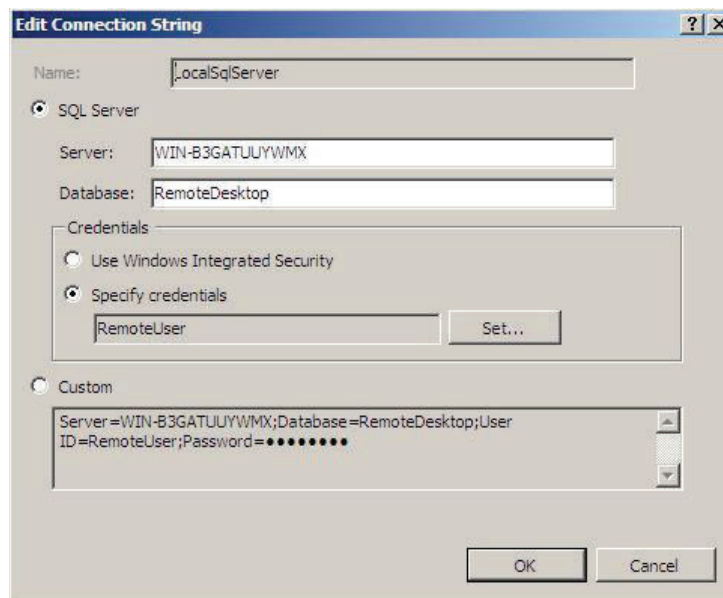 Edit Connection String
Name: LocalSqlServer
SQL Server
Server: WIN-B3GATUUYWMX
Database: RemoteDesktop
Credentials
Use Windows Integrated Security
Specify credentials
RemoteUser Set...
Custom
Server=WIN-B3GATUUYWMX;Database=RemoteDesktop;User
ID=RemoteUser;Password=●●●●●●●●
OK Cancel